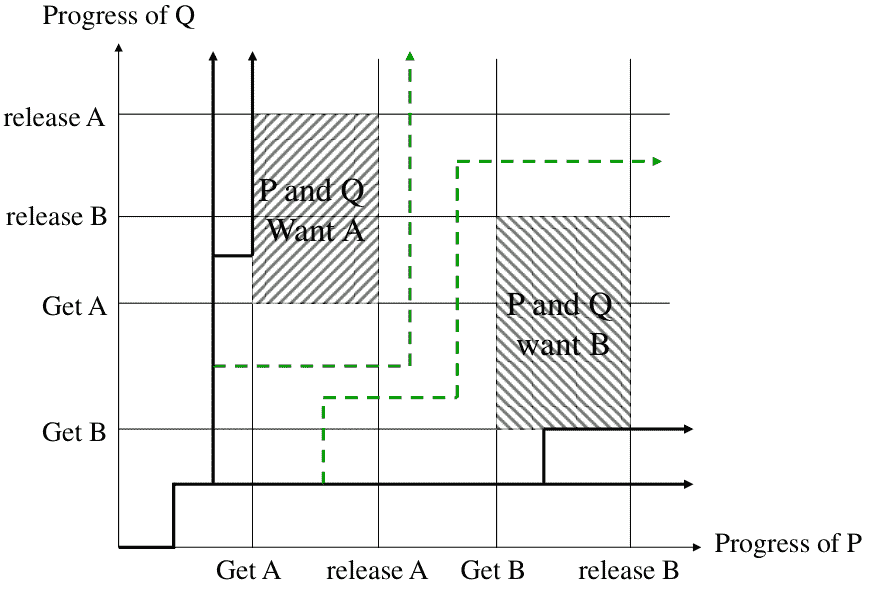 Progress of Q
release A
P and Q
Want A
release B
Get A
P and Q
want B
Get B
Progress of P
Get A
release A
Get B
release B